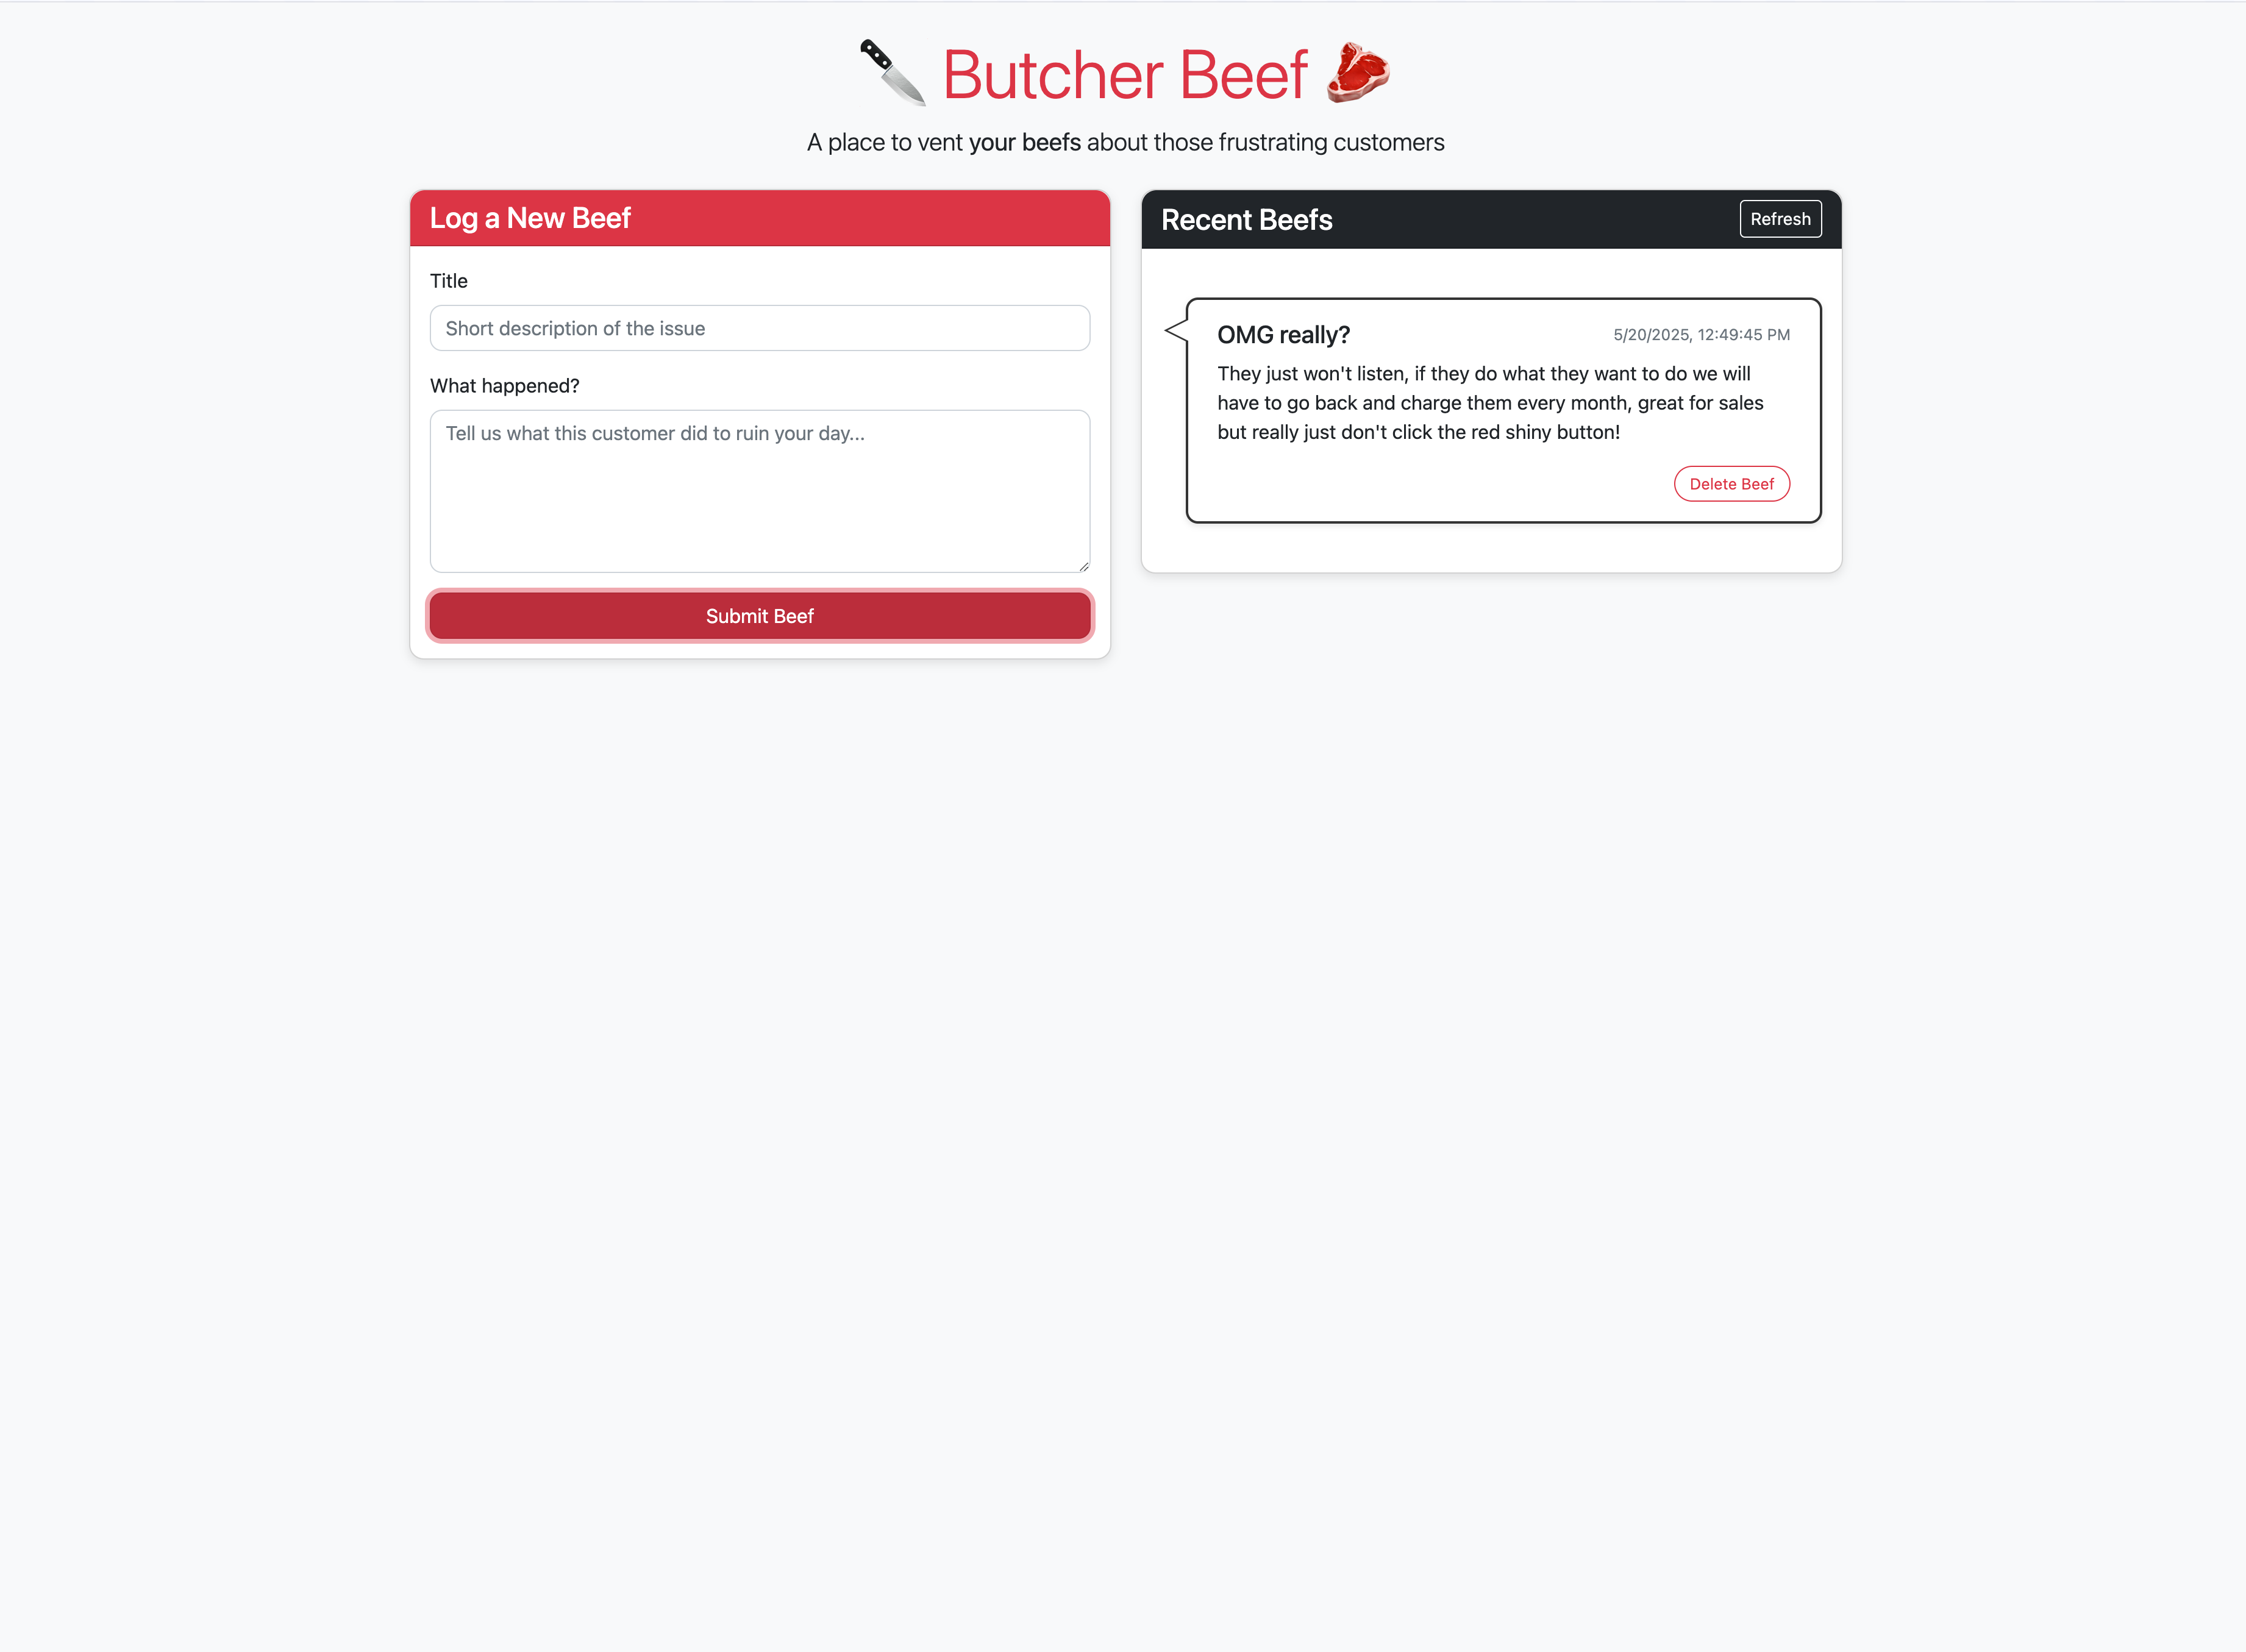 Butcher Beef
A place to vent your beefs about those frustrating customers
Log a New Beef
Title
Short description of the issue
What happened?
Tell us what this customer did to ruin your day...
Submit Beef
Recent Beefs
Refresh
OMG really?
5/20/2025, 12:49:45 PM
They just won't listen, if they do what they want to do we will
have to go back and charge them every month, great for sales
but really just don't click the red shiny button!
Delete Beef